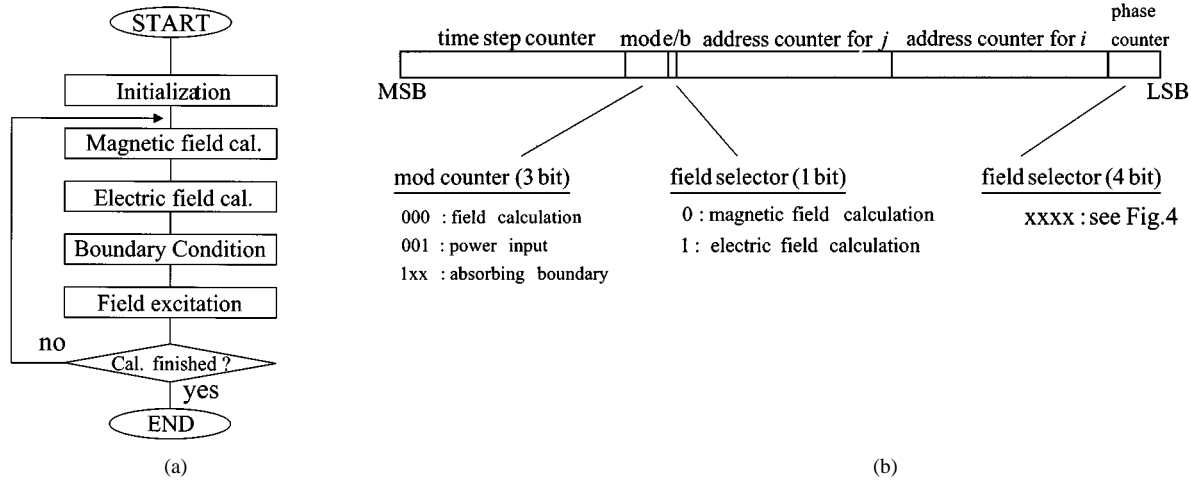 START
Initialization
Magnetic field cal.
Electric field cal.
Boundary Condition
Field excitation
no
Cal. finished ?
yes
END
(a)
phase
time step counter mod e/b address counter for j address counter for i counter
MSB LSB
mod counter (3 bit)
000 : field calculation
001 : power input
1xx : absorbing boundary
field selector (1 bit)
0 : magnetic field calculation
1 : electric field calculation
field selector (4 bit)
xxxx : see Fig.4
(b)